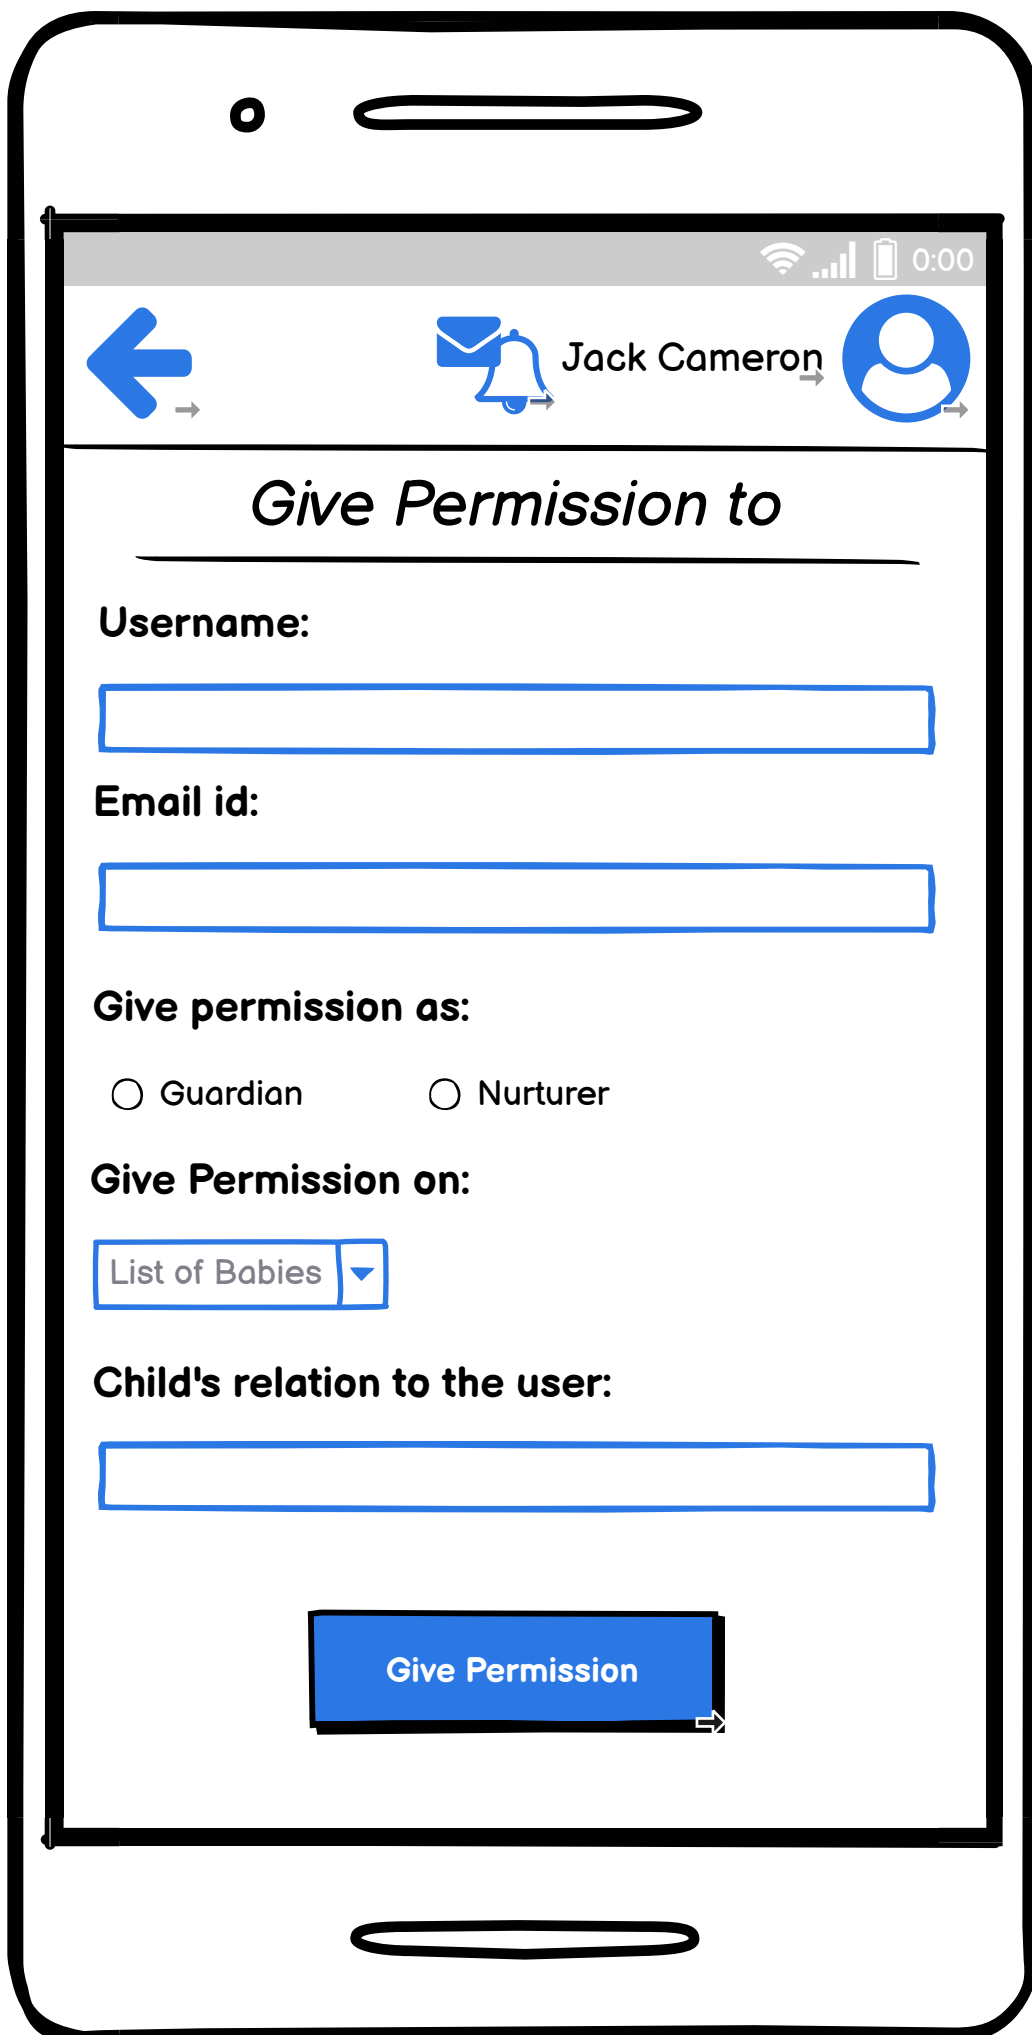 0:00
Jack Cameron
Give Permission to
Username:
Email id:
Give permission as:
Guardian Nurturer
Give Permission on:
List of Babies
Child's relation to the user:
Give Permission